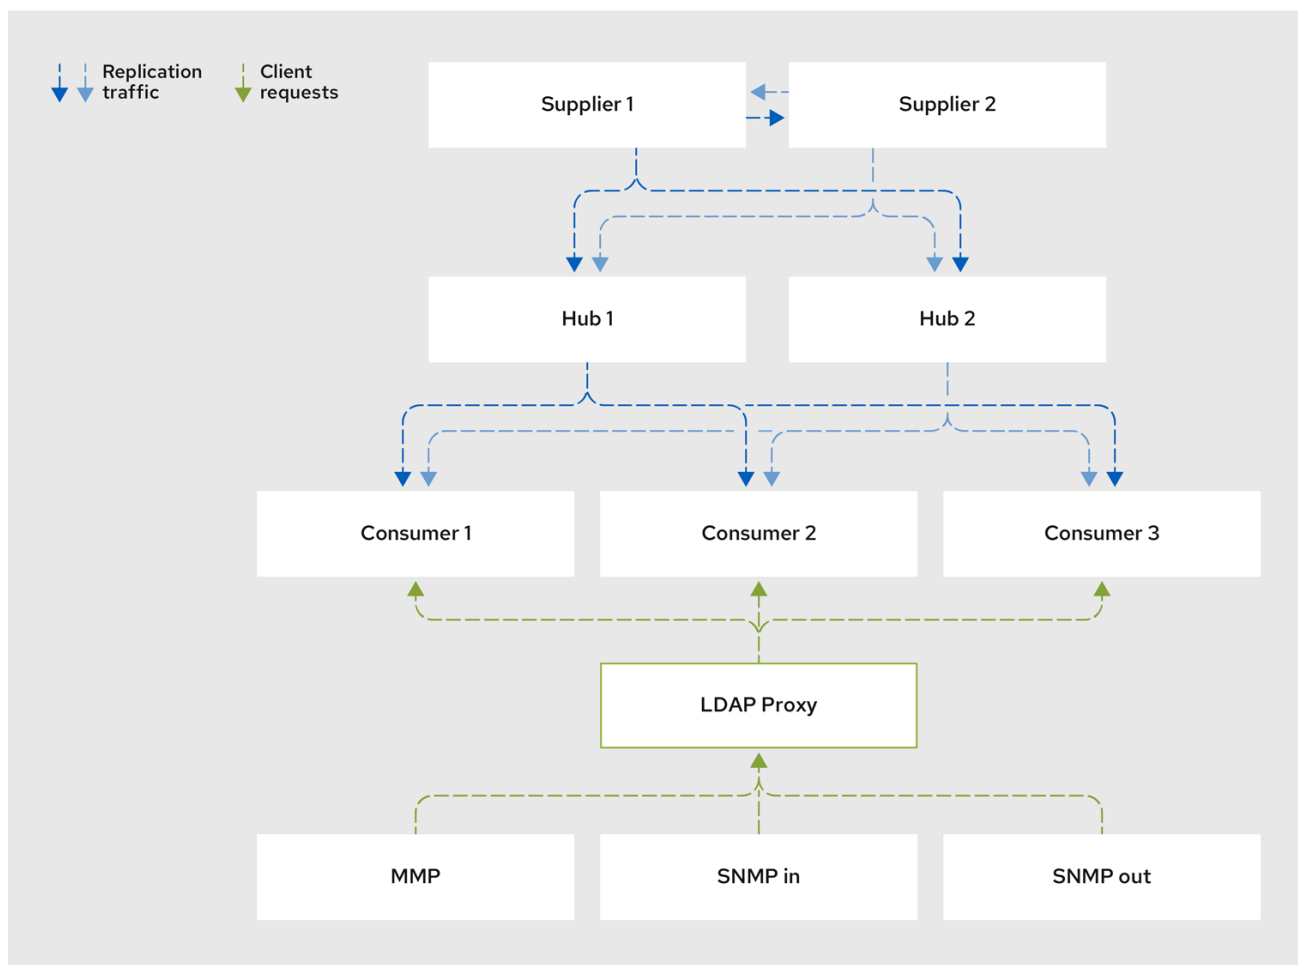 Replication
traffic
Client
requests
Supplier 1
Supplier 2
Hub 1
Hub 2
Consumer 1
Consumer 2
Consumer 3
LDAP Proxy
MMP
SNMP in
SNMP out